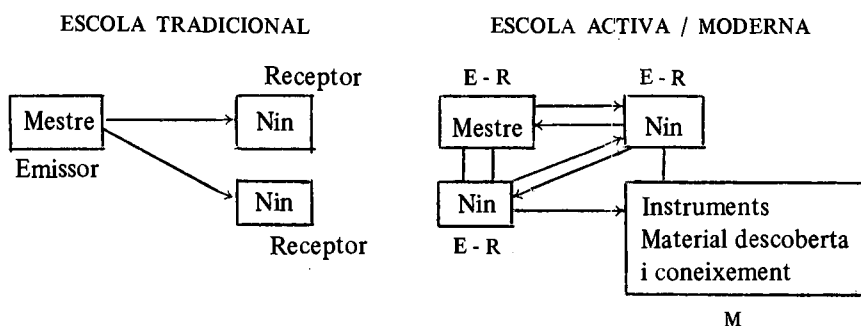 ESCOLA TRADICIONAL
Receptor
Mestre
Nin
Emissor
Nin
Receptor
ESCOLA ACTIVA / MODERNA
E - R
E - R
Mestre
Nin
Nin
E - R
Instruments
Material descoberta
i coneixement
M